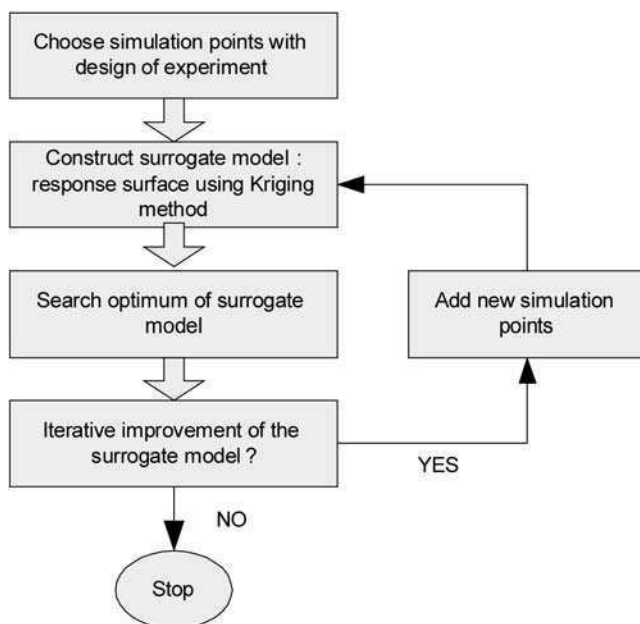 Choose simulation points with
design of experiment
Construct surrogate model :
response surface using Kriging
method
Search optimum of surrogate
model
Add new simulation
points
Iterative improvement of the
surrogate model ?
YES
NO
Stop